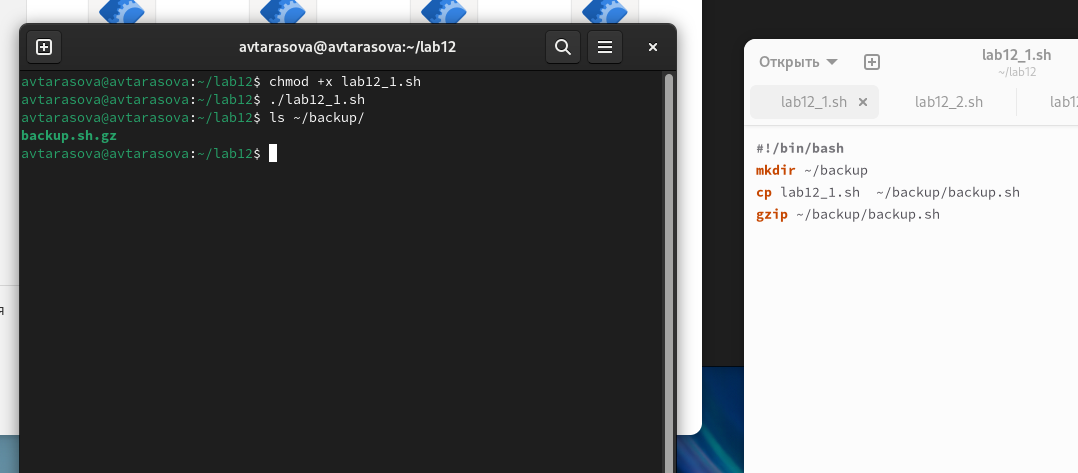 avtarasova@avtarasova:~/lab12
avtarasova@avtarasova:~/lab12$ chmod +x lab12_1.sh
avtarasova@avtarasova:~/lab12$ ./lab12_1.sh
avtarasova@avtarasova:~/lab12$ ls ~/backup/
backup.sh.gz
avtarasova@avtarasova:~/lab12$
я
Открыть
lab12_1.sh
~/lab12
lab12_1.sh
lab12_2.sh
lab1
#!/bin/bash
mkdir ~/backup
cp lab12_1.sh  ~/backup/backup.sh
gzip ~/backup/backup.sh